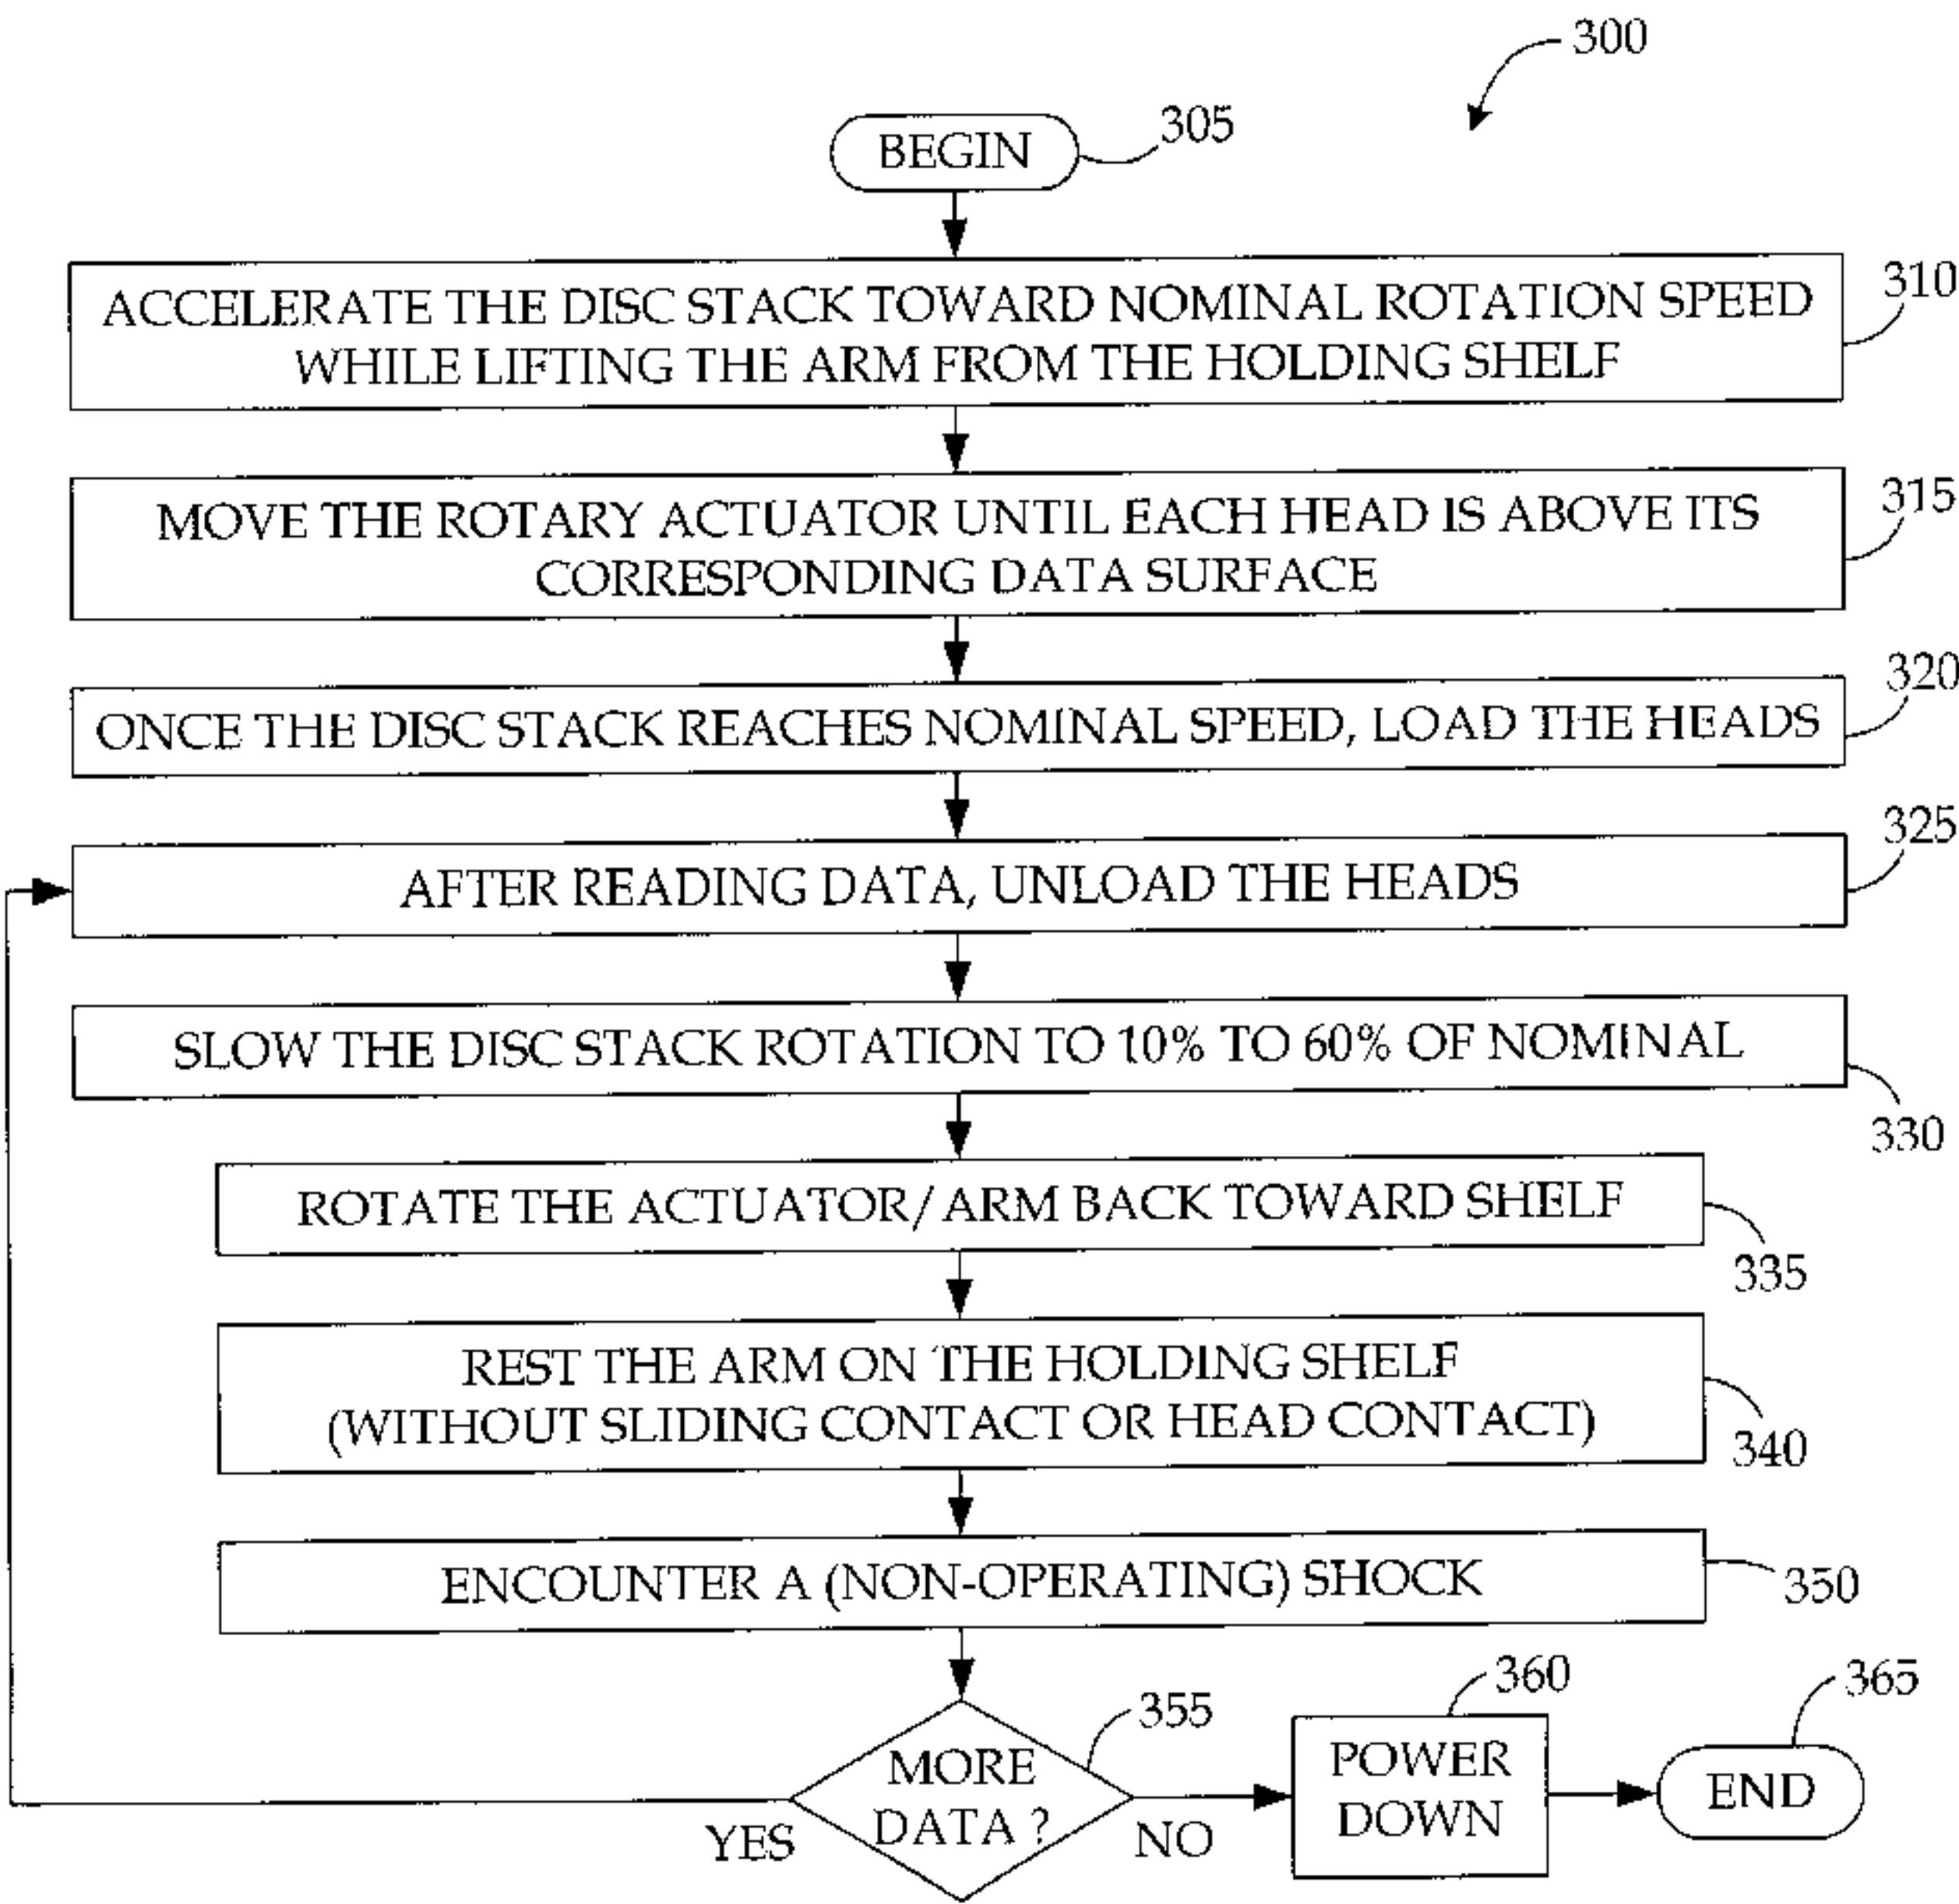 300
BEGIN
305
ACCELERATE THE DISC STACK TOWARD NOMINAL ROTATION SPEED
WHILE LIFTING THE ARM FROM THE HOLDING SHELF
310
MOVE THE ROTARY ACTUATOR UNTIL EACH HEAD IS ABOVE ITS
CORRESPONDING DATA SURFACE
315
ONCE THE DISC STACK REACHES NOMINAL SPEED, LOAD THE HEADS
320
AFTER READING DATA, UNLOAD THE HEADS
325
SLOW THE DISC STACK ROTATION TO 10% TO 60% OF NOMINAL
330
ROTATE THE ACTUATOR/ARM BACK TOWARD SHELF
335
REST THE ARM ON THE HOLDING SHELF
(WITHOUT SLIDING CONTACT OR HEAD CONTACT)
340
ENCOUNTER A (NON-OPERATING) SHOCK
350
MORE
DATA ?
355
YES
NO
POWER
DOWN
360
END
365